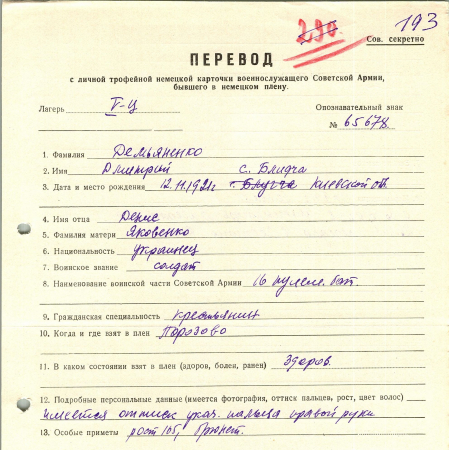 290
193
Сов. секретно
ПЕРЕВОД
с личной трофейной немецкой карточки военнослужащего Советской Армии,
бывшего в немецком плену.
Лагерь V-Ц
Опознавательный знак
№ 65678
1. Фамилия Демьяненко
2. Имя Дмитрий с. Блидча
3. Дата и место рождения 12.11.1921г Киевской об.
4. Имя отца Денис
5. Фамилия матери Яковенко
6. Национальность украинец
7. Воинское звание солдат
8. Наименование воинской части Советской Армии 16 пулем. бат.
9. Гражданская специальность крестьянин
10. Когда и где взят в плен Порозово
11. В каком состоянии взят в плен (здоров, болен, ранен) здоров.
12. Подробные персональные данные (имеется фотография, оттиск пальцев, рост, цвет волос)
имеется оттиск указ. пальца правой руки
13. Особые приметы рост 165, брюнет.